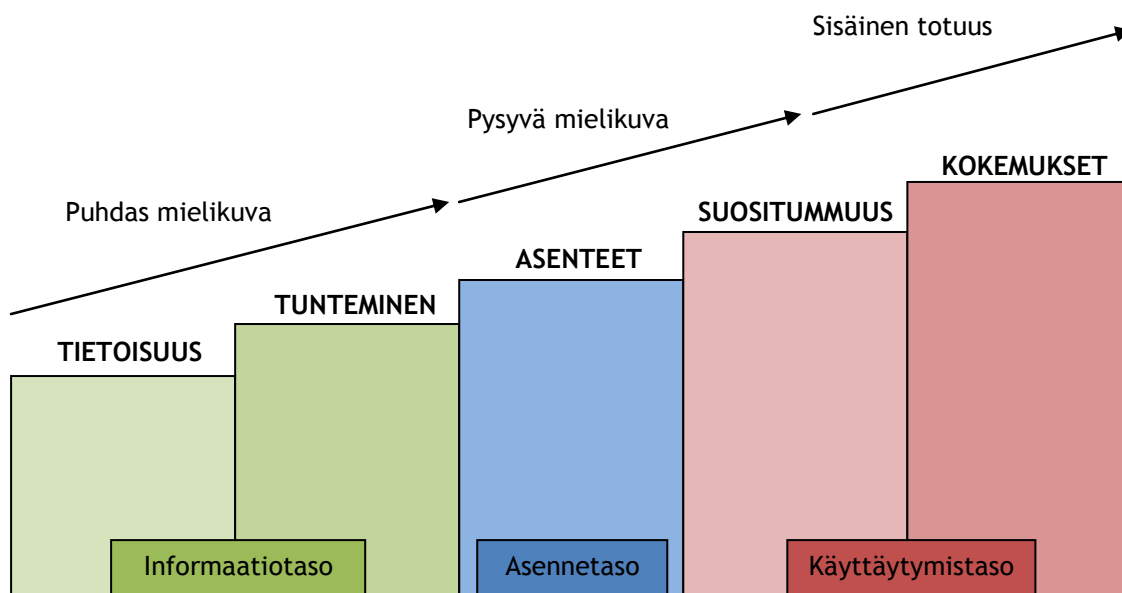 Sisäinen totuus
Pysyvä mielikuva
Puhdas mielikuva
KOKEMUKSET
SUOSITUMMUUS
ASENTEET
TUNTEMINEN
TIETOISUUS
Informaatiotaso
Asennetaso
Käyttäytymistaso